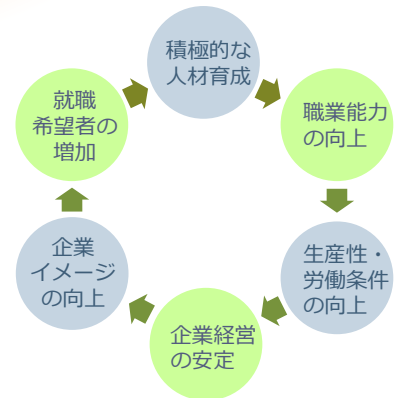 積極的な
人材育成
職業能力
の向上
生産性・
労働条件
の向上
企業経営
の安定
企業
イメージ
の向上
就職
希望者の
増加